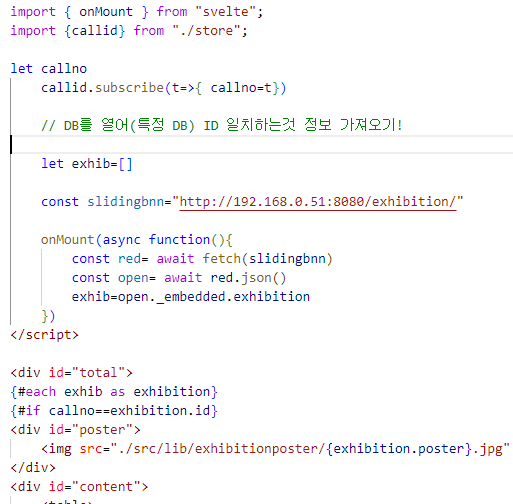 import { onMount } from "svelte";
import {callid} from "./store";
let callno
callid.subscribe(t=>{ callno=t})
// DB를 열어(특정 DB) ID 일치하는것 정보 가져오기!
let exhib=[]
const slidingbnn="http://192.168.0.51:8080/exhibition/"
onMount(async function(){
const red= await fetch(slidingbnn)
const open= await red.json()
exhib=open._embedded.exhibition
})
</script>
<div id="total">
{#each exhib as exhibition}
{#if callno==exhibition.id}
<div id="poster">
<img src="./src/lib/exhibitionposter/{exhibition.poster}.jpg"
</div>
<div id="content">